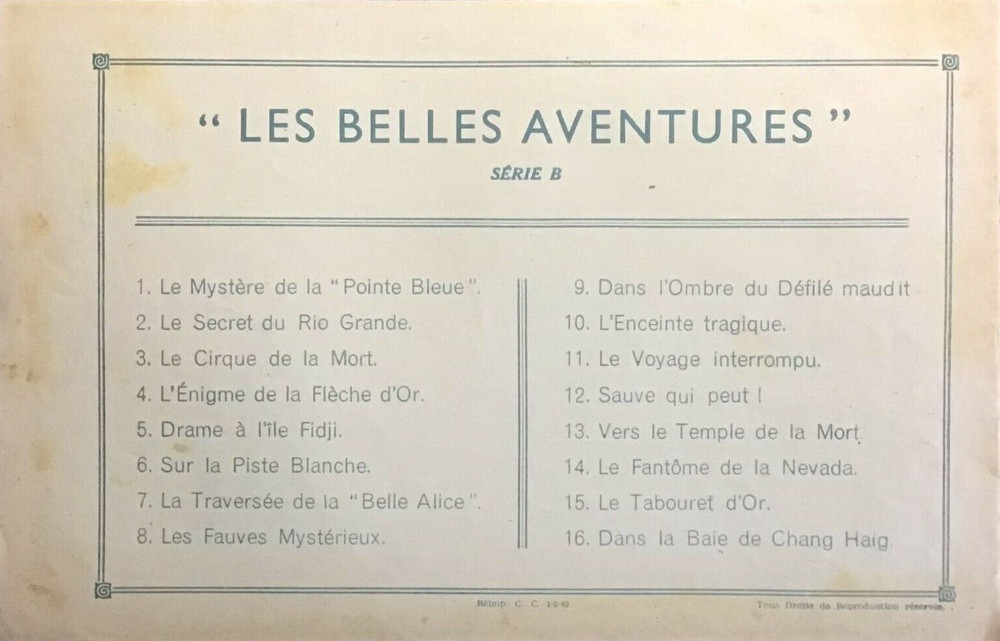 “ LES BELLES AVENTURES ”
SÉRIE B
1. Le Mystère de la “Pointe Bleue”.
2. Le Secret du Rio Grande.
3. Le Cirque de la Mort.
4. L'Énigme de la Flèche d'Or.
5. Drame à l'île Fidji.
6. Sur la Piste Blanche.
7. La Traversée de la “Belle Alice”.
8. Les Fauves Mystérieux.
9. Dans l'Ombre du Défilé maudit
10. L'Enceinte tragique.
11. Le Voyage interrompu.
12. Sauve qui peut !
13. Vers le Temple de la Mort.
14. Le Fantôme de la Nevada.
15. Le Tabouret d'Or.
16. Dans la Baie de Chang Haig.
Réimp. C. C. 1-2-42
Tous Droits de Reproduction réservés.